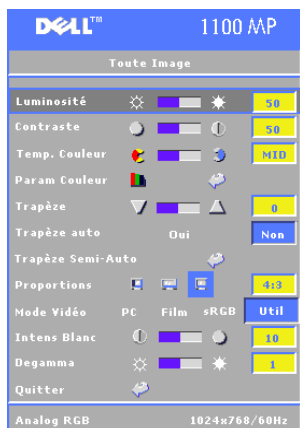 DELL™ 1100 MP
Toute Image
Luminosité 50
Contraste 50
Temp. Couleur MID
Param Couleur
Trapèze 0
Trapèze auto Oui Non
Trapèze Semi-Auto
Proportions 4:3
Mode Vidéo PC Film sRGB Util
Intens Blanc 10
Degamma 1
Quitter
Analog RGB 1024x768/60Hz